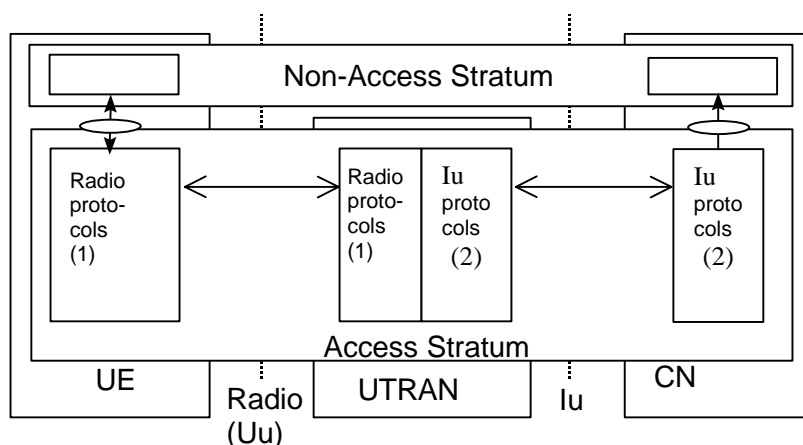 Non-Access Stratum
Radio
proto-
cols
(1)
Radio
proto-
cols
(1)
Iu
proto
cols
(2)
Iu
proto
cols
(2)
Access Stratum
UE
Radio
(Uu)
UTRAN
Iu
CN